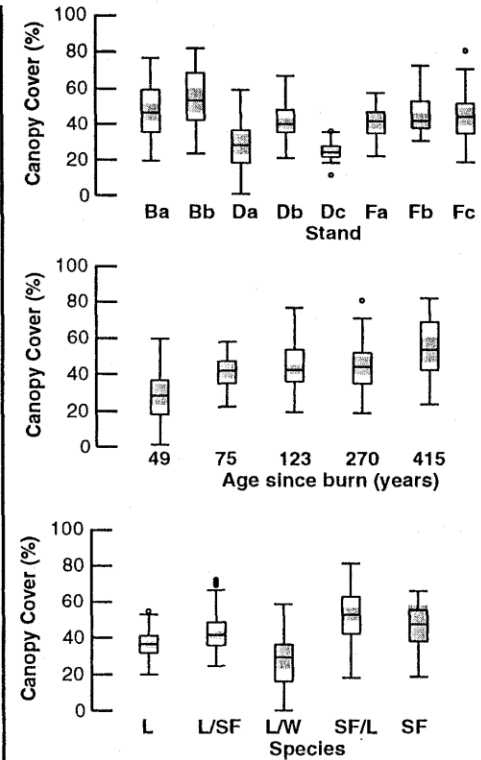 Canopy Cover (%)
100
80
60
40
20
0
Ba Bb Da Db Dc Fa Fb Fc
Stand
Canopy Cover (%)
100
80
60
40
20
0
49 75 123 270 415
Age since burn (years)
Canopy Cover (%)
100
80
60
40
20
0
L L/SF L/W SF/L SF
Species